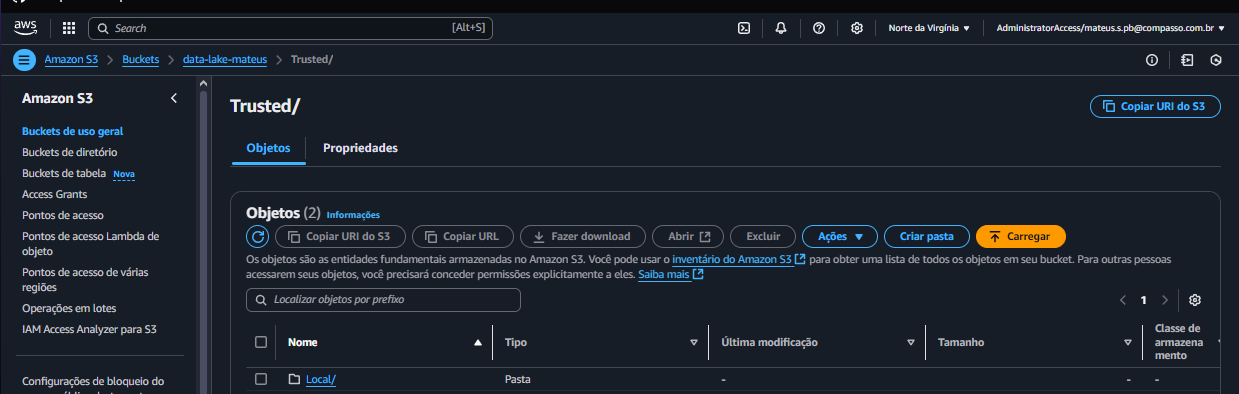 aws Search [Alt+S] Norte da Virgínia AdministratorAccess/mateus.s.pb@compasso.com.br
Amazon S3 > Buckets > data-lake-mateus > Trusted/
Amazon S3
Buckets de uso geral
Buckets de diretório
Buckets de tabela Nova
Access Grants
Pontos de acesso
Pontos de acesso Lambda de
objeto
Pontos de acesso de várias
regiões
Operações em lotes
IAM Access Analyzer para S3
Configurações de bloqueio do
Trusted/
Copiar URI do S3
Objetos Propriedades
Objetos (2) Informações
Copiar URI do S3 Copiar URL Fazer download Abrir Excluir Ações Criar pasta Carregar
Os objetos são as entidades fundamentais armazenadas no Amazon S3. Você pode usar o inventário do Amazon S3 para obter uma lista de todos os objetos em seu bucket. Para outras pessoas
acessarem seus objetos, você precisará conceder permissões explicitamente a eles. Saiba mais
Localizar objetos por prefixo
1
Nome Tipo Última modificação Tamanho Classe de
armazena
mento
Local/ Pasta - - -